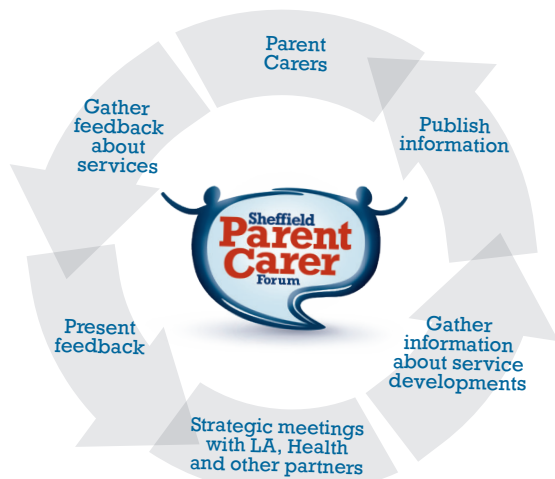 Parent
Carers
Publish
information
Gather
information
about service
developments
Strategic meetings
with LA, Health
and other partners
Present
feedback
Gather
feedback
about
services
Sheffield
Parent
Carer
Forum